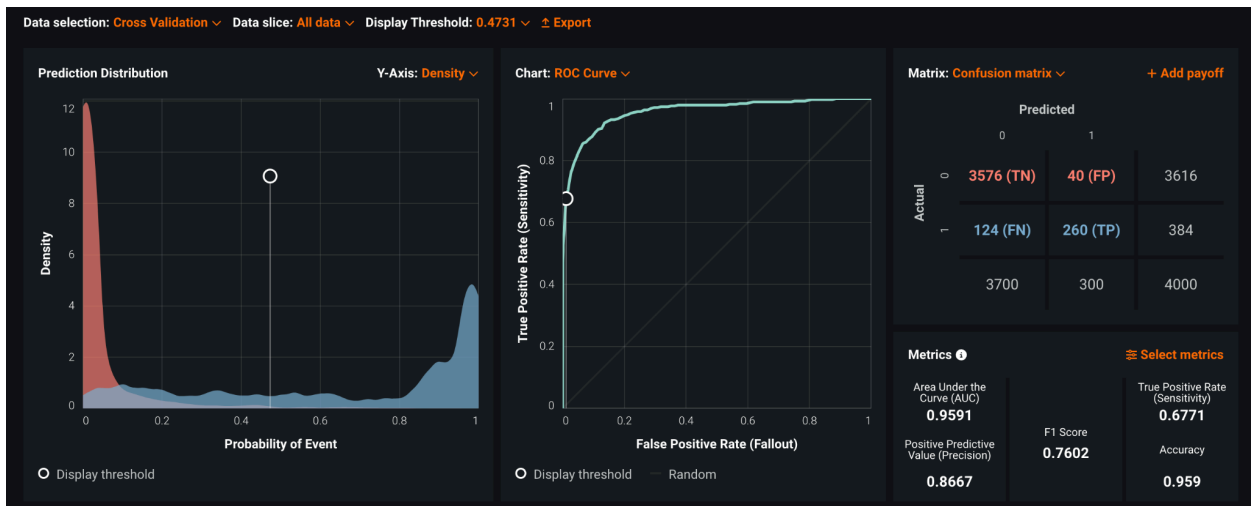 Data selection: Cross Validation Data slice: All data Display Threshold: 0.4731 Export
Prediction Distribution
Y-Axis: Density
12
10
8
6
4
2
0
Density
0 0.2 0.4 0.6 0.8 1
Probability of Event
Display threshold
Chart: ROC Curve
1
0.8
0.6
0.4
0.2
0
True Positive Rate (Sensitivity)
0 0.2 0.4 0.6 0.8 1
False Positive Rate (Fallout)
Display threshold Random
Matrix: Confusion matrix
+ Add payoff
Predicted
0 1
Actual
0 3576 (TN) 40 (FP) 3616
1 124 (FN) 260 (TP) 384
3700 300 4000
Metrics i
Select metrics
Area Under the
Curve (AUC)
0.9591
Positive Predictive
Value (Precision)
0.8667
F1 Score
0.7602
True Positive Rate
(Sensitivity)
0.6771
Accuracy
0.959